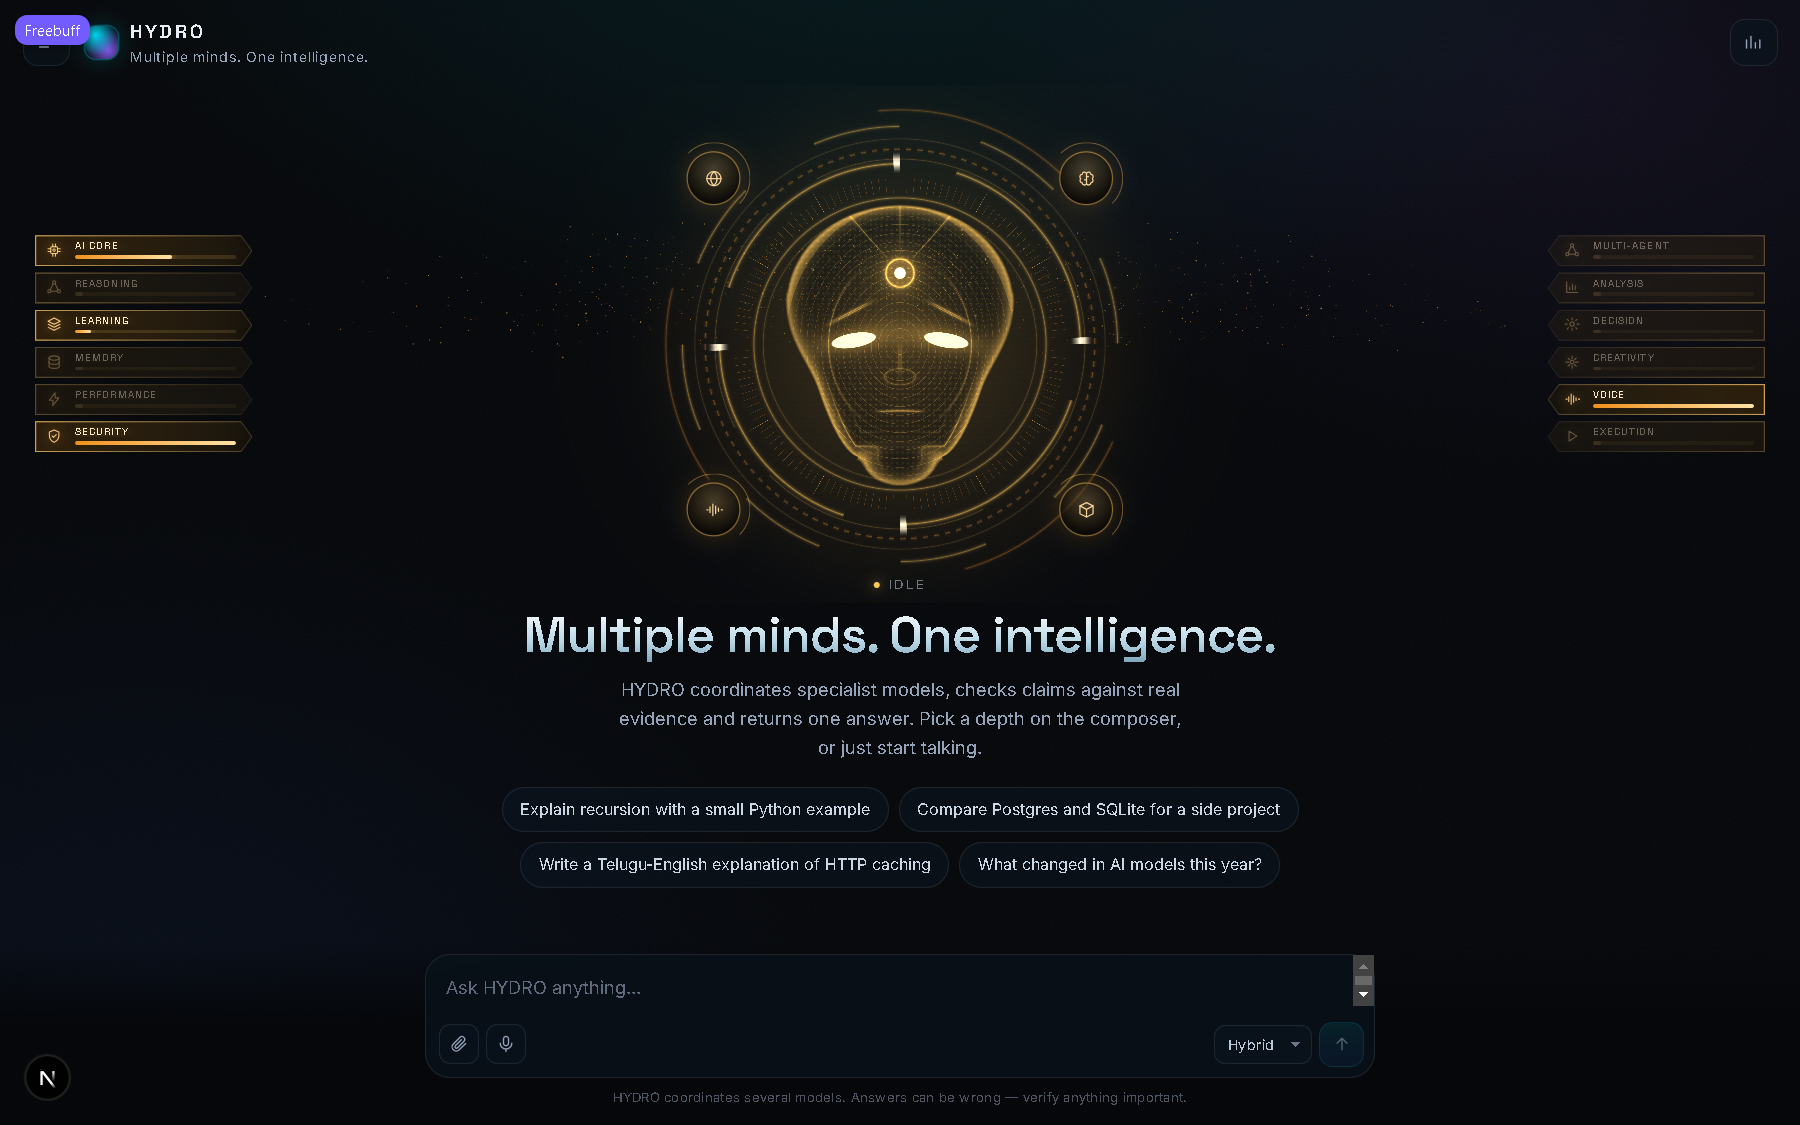 Freebuff
HYDRO
Multiple minds. One intelligence.
AI CORE
REASONING
LEARNING
MEMORY
PERFORMANCE
SECURITY
MULTI-AGENT
ANALYSIS
DECISION
CREATIVITY
VOICE
EXECUTION
IDLE
Multiple minds. One intelligence.
HYDRO coordinates specialist models, checks claims against real
evidence and returns one answer. Pick a depth on the composer,
or just start talking.
Explain recursion with a small Python example
Compare Postgres and SQLite for a side project
Write a Telugu-English explanation of HTTP caching
What changed in AI models this year?
Ask HYDRO anything...
Hybrid
N
HYDRO coordinates several models. Answers can be wrong — verify anything important.